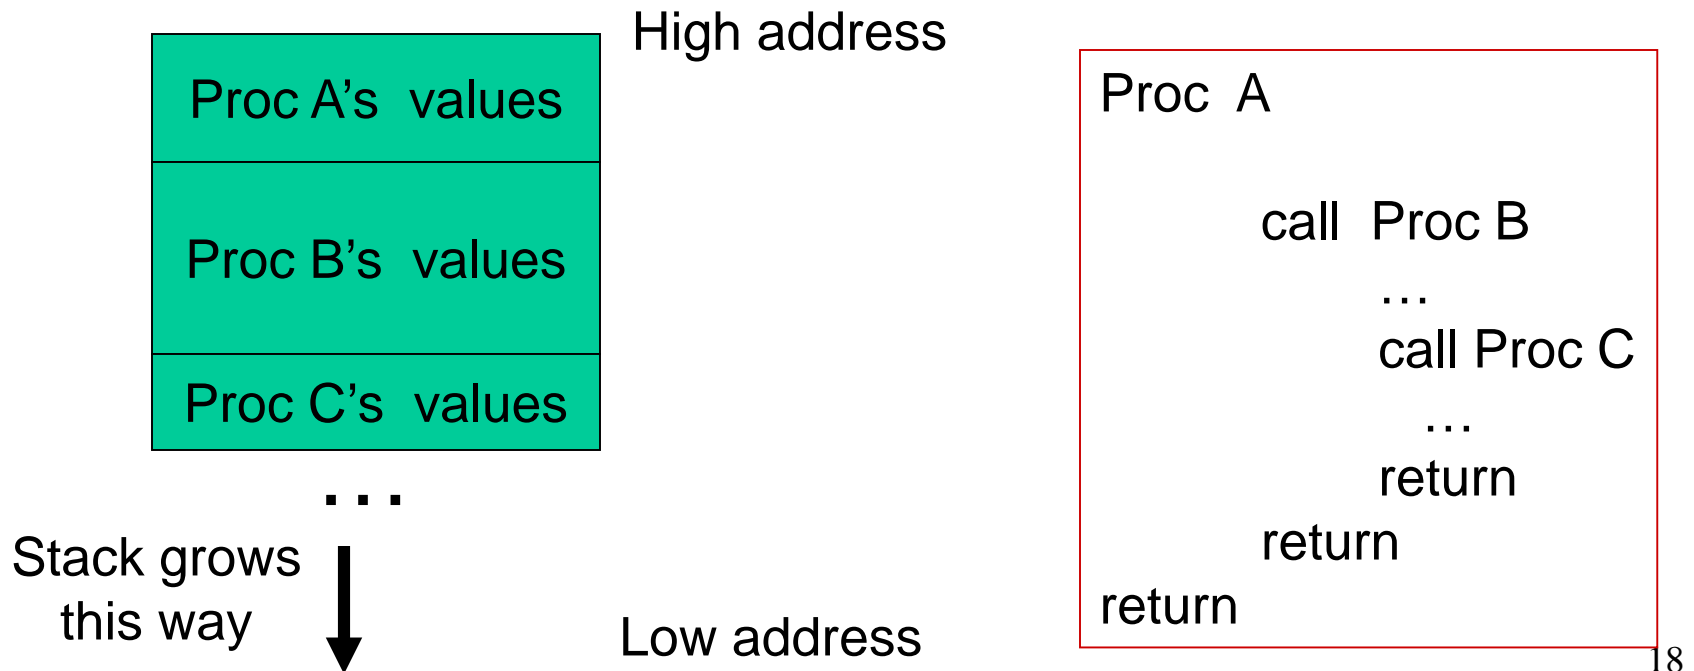 High address
Proc A's values
Proc B's values
Proc C's values
...
Stack grows
this way
Low address
Proc A
call Proc B
...
call Proc C
...
return
return
return
18